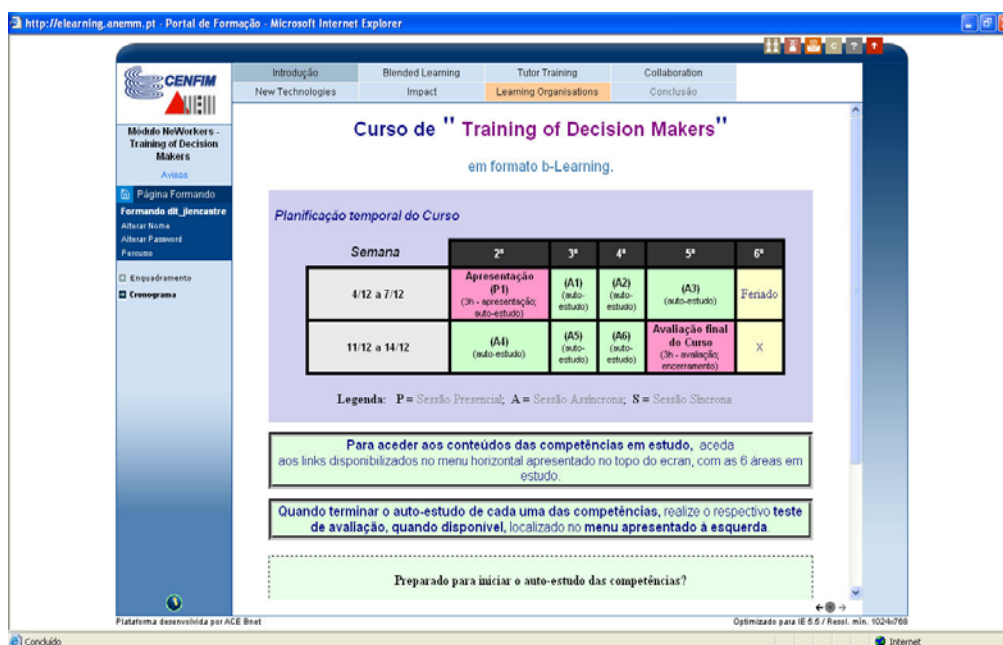 http://elearning.anemm.pt - Portal de Formação - Microsoft Internet Explorer
C ?
CENFIM
Introdução Blended Learning Tutor Training Collaboration
New Technologies Impact Learning Organisations Conclusão
Módulo NeWorkers -
Training of Decision
Makers
Avisos
Página Formando
Formando dlt_jlencastre
Alterar Nome
Alterar Password
Percurso
Enquadramento
Cronograma
Curso de " Training of Decision Makers"
em formato b-Learning.
Planificação temporal do Curso
Semana 2ª 3ª 4ª 5ª 6ª
4/12 a 7/12
Apresentação
(P1)
(3h - apresentação;
auto-estudo)
(A1)
(auto-
estudo)
(A2)
(auto-
estudo)
(A3)
(auto-estudo)
Feriado
11/12 a 14/12
(A4)
(auto-estudo)
(A5)
(auto-
estudo)
(A6)
(auto-
estudo)
Avaliação final
do Curso
(3h - avaliação;
encerramento)
X
Legenda: P = Sessão Presencial; A = Sessão Assíncrona; S = Sessão Síncrona
Para aceder aos conteúdos das competências em estudo, aceda
aos links disponibilizados no menu horizontal apresentado no topo do ecran, com as 6 áreas em
estudo.
Quando terminar o auto-estudo de cada uma das competências, realize o respectivo teste
de avaliação, quando disponível, localizado no menu apresentado à esquerda.
Preparado para iniciar o auto-estudo das competências?
Plataforma desenvolvida por ACE Bnet
Optimizado para IE 5.5 / Resol. mín. 1024x768
Concluído
Internet